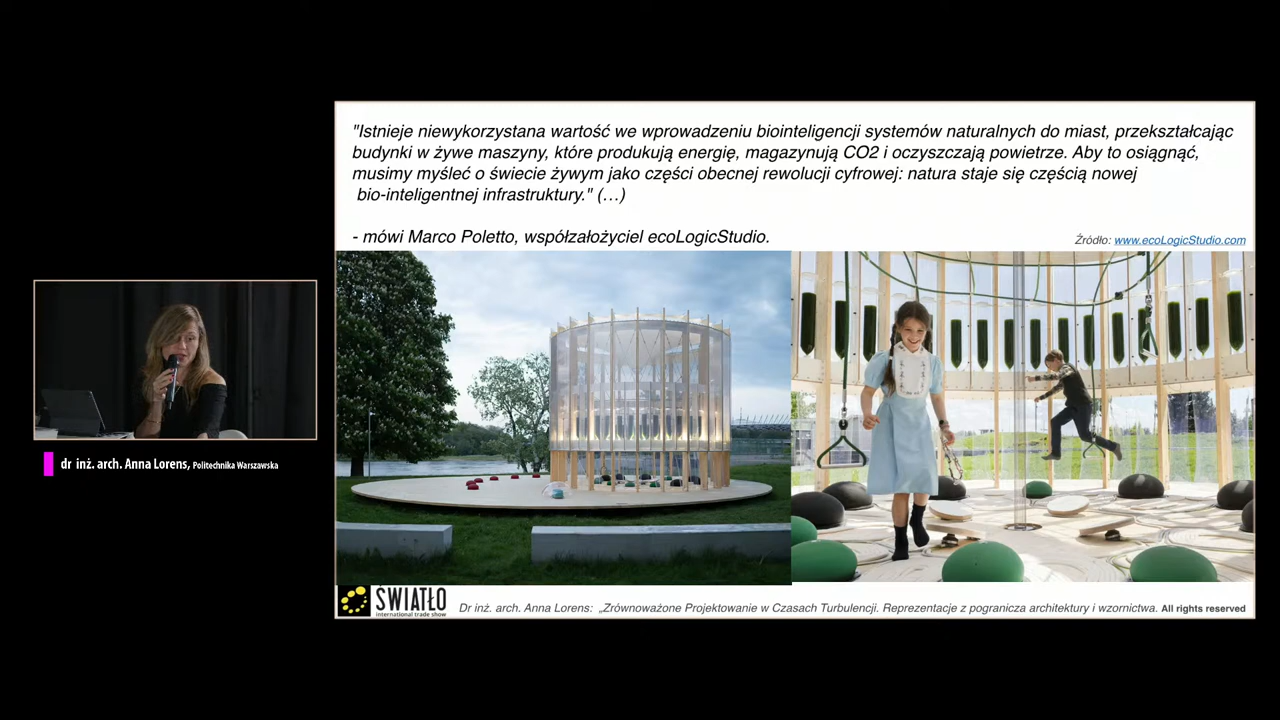 "Istnieje niewykorzystana wartość we wprowadzeniu biointeligencji systemów naturalnych do miast, przekształcając
budynki w żywe maszyny, które produkują energię, magazynują CO2 i oczyszczają powietrze. Aby to osiągnąć,
musimy myśleć o świecie żywym jako części obecnej rewolucji cyfrowej: natura staje się częścią nowej
bio-inteligentnej infrastruktury." (…)
- mówi Marco Poletto, współzałożyciel ecoLogicStudio.
Źródło: www.ecoLogicStudio.com
dr inż. arch. Anna Lorens, Politechnika Warszawska
ŚWIATŁO
international trade show
Dr inż. arch. Anna Lorens: „Zrównoważone Projektowanie w Czasach Turbulencji. Reprezentacje z pogranicza architektury i wzornictwa. All rights reserved